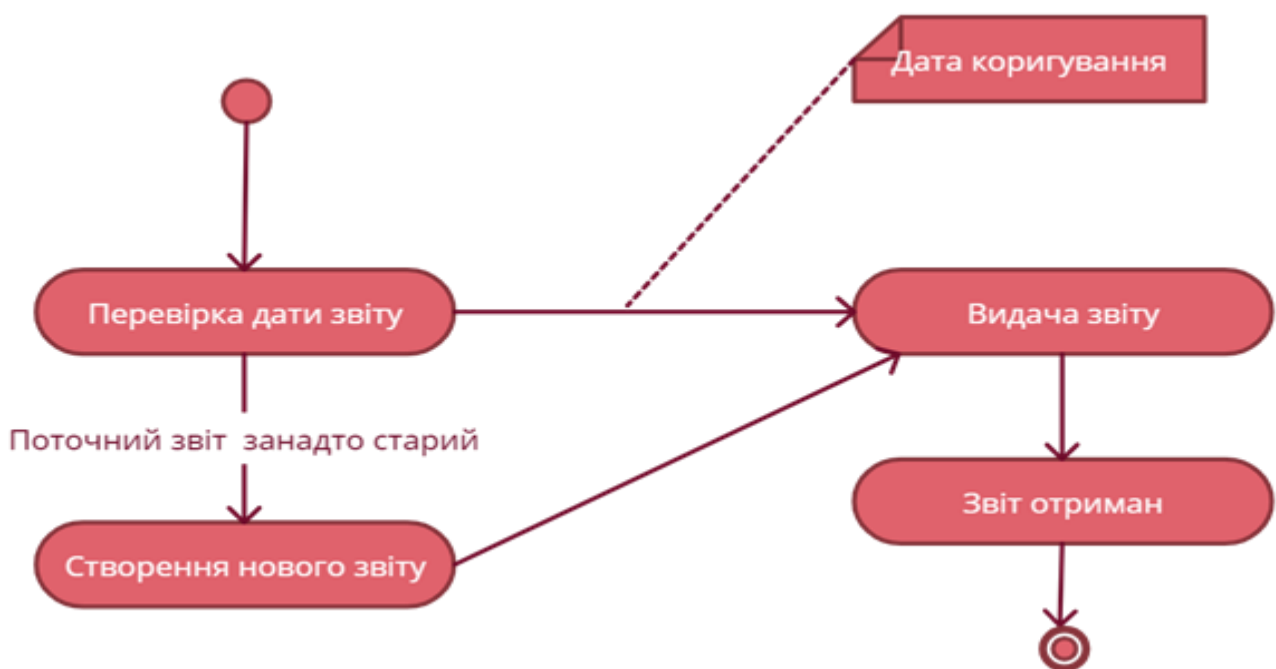 Дата коригування
Перевірка дати звіту
Видача звіту
Поточний звіт занадто старий
Звіт отриман
Створення нового звіту